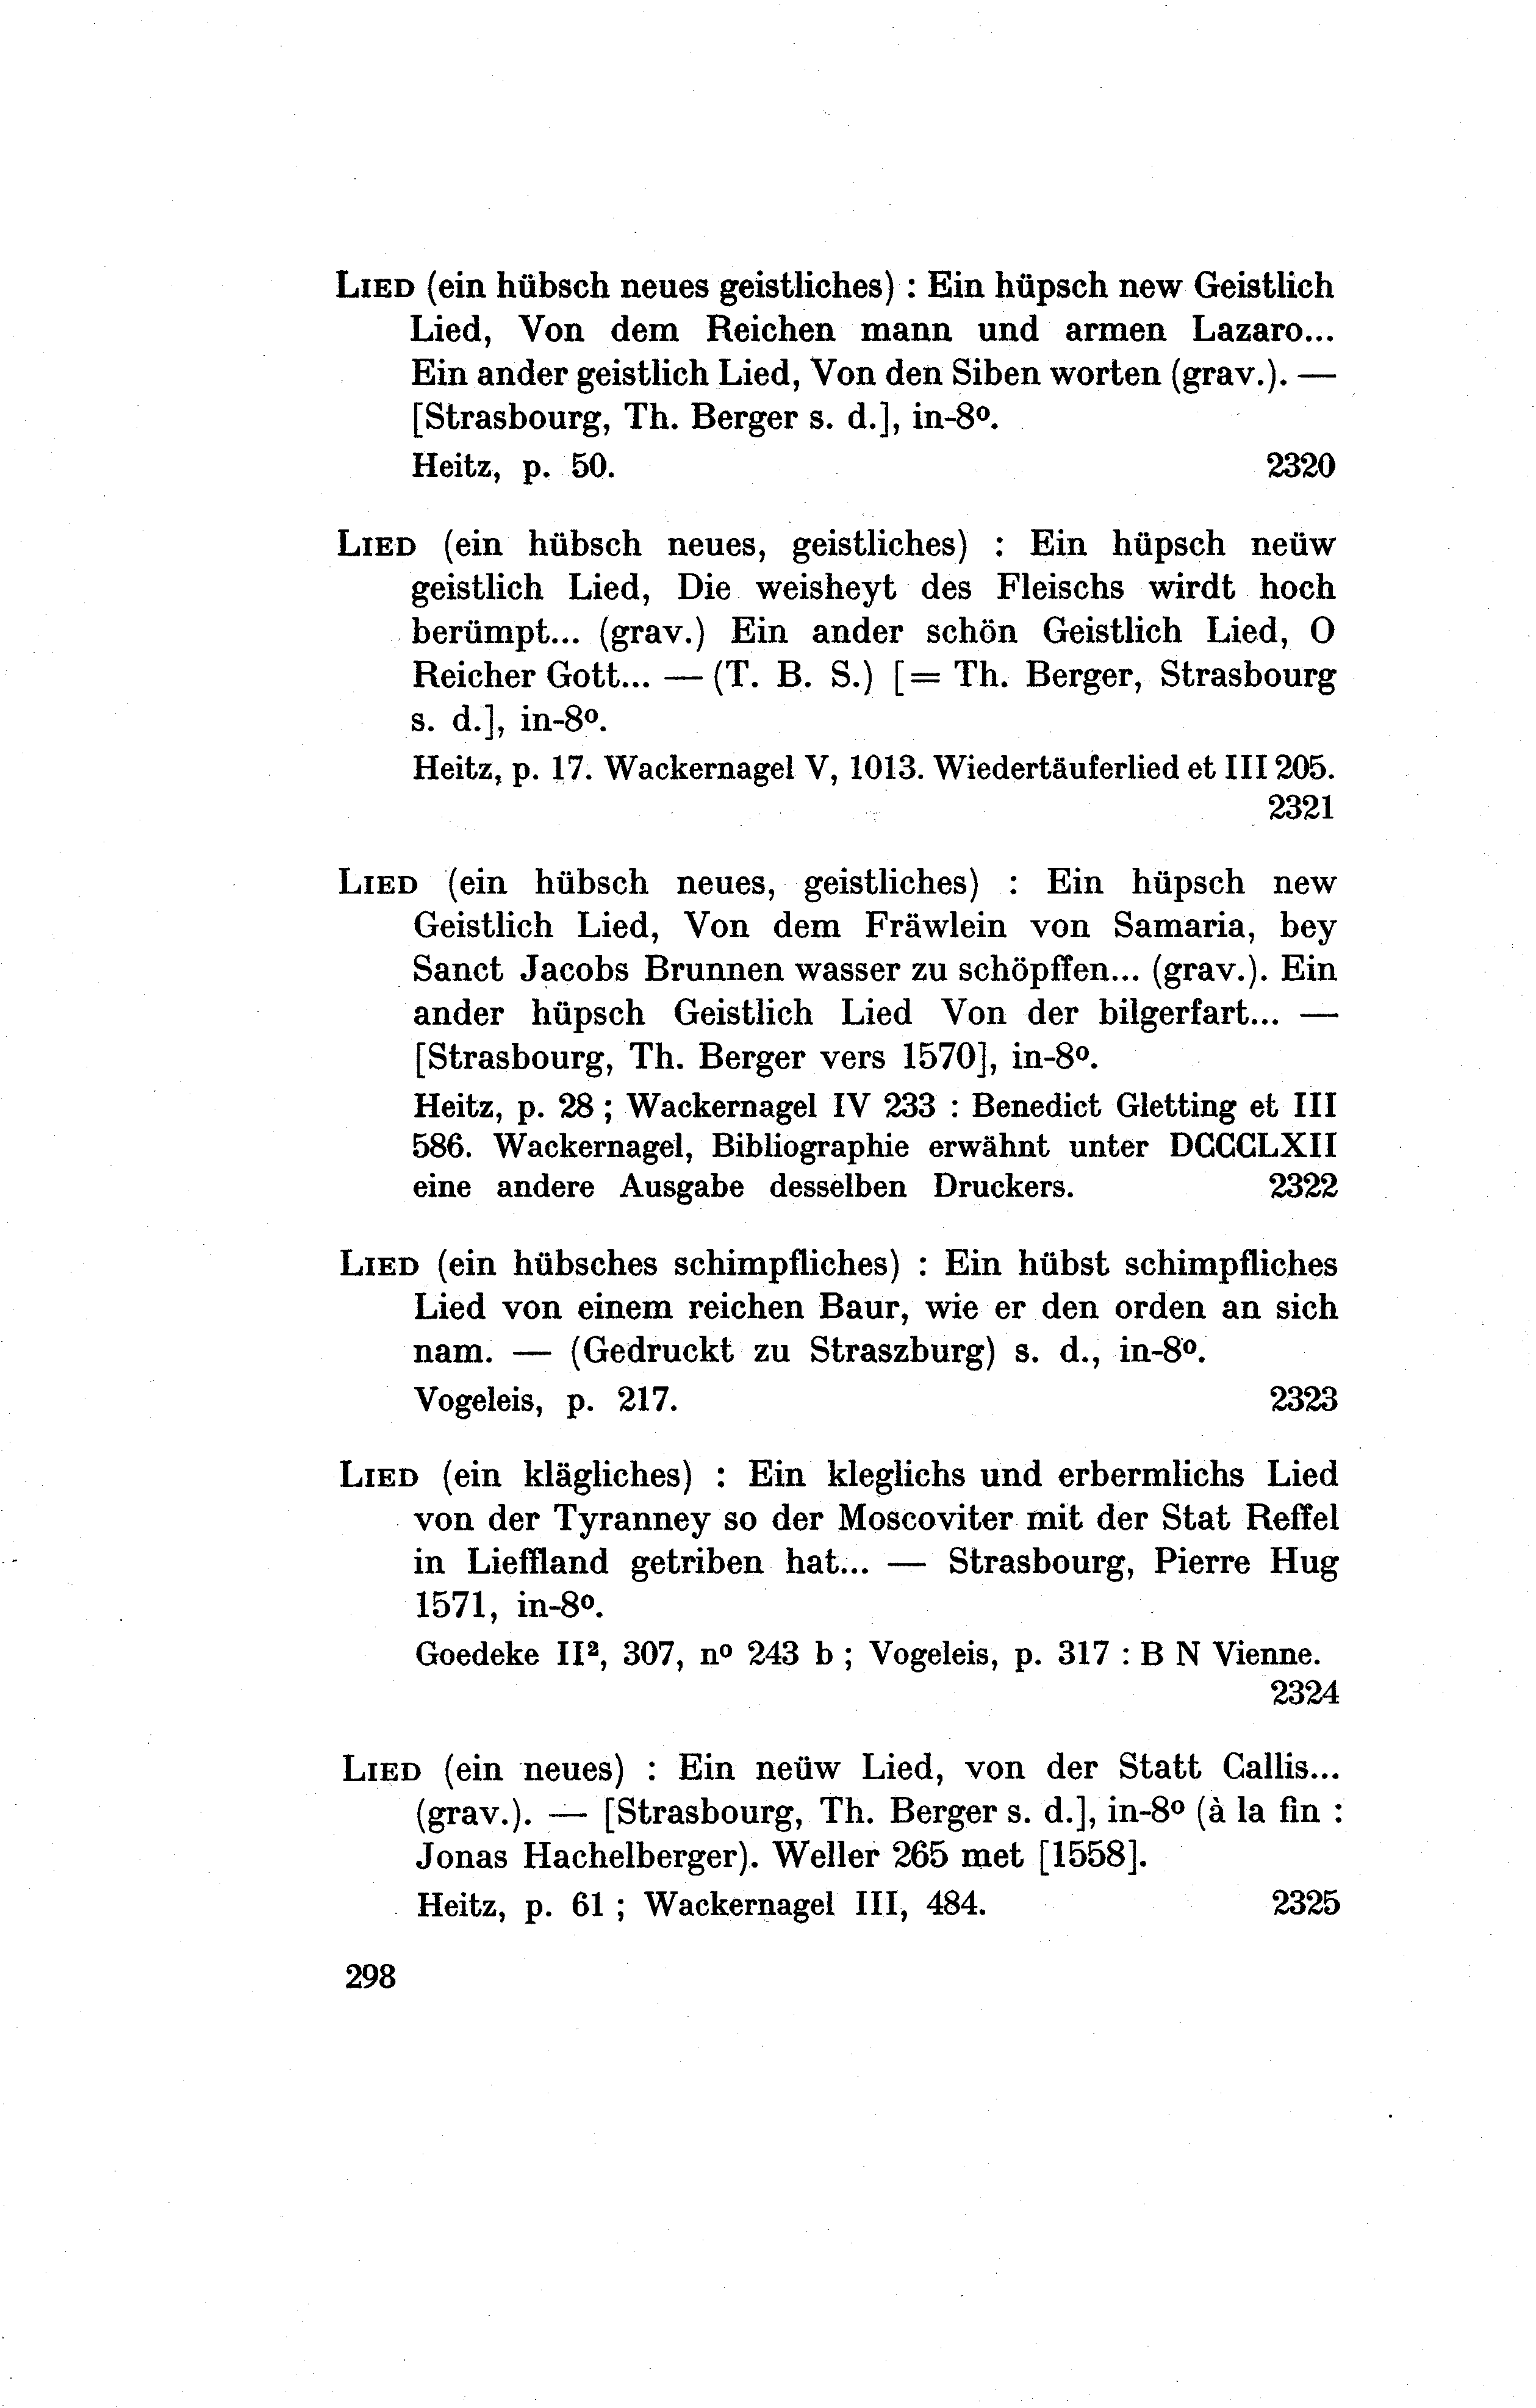 LIED (ein hübsch neues geistliches) : Ein hüpsch new Geistlich
Lied, Von dem Reichen mann und armen Lazaro...
Ein ander geistlich Lied, Von den Siben worten (grav.). —
[Strasbourg, Th. Berger s. d.], in-8º.
Heitz, p. 50. 2320
LIED (ein hübsch neues, geistliches) : Ein hüpsch neüw
geistlich Lied, Die weisheyt des Fleischs wirdt hoch
berümpt... (grav.) Ein ander schön Geistlich Lied, O
Reicher Gott... — (T. B. S.) [= Th. Berger, Strasbourg
s. d.], in-8º.
Heitz, p. 17. Wackernagel V, 1013. Wiedertäuferlied et III 205.
2321
LIED (ein hübsch neues, geistliches) : Ein hüpsch new
Geistlich Lied, Von dem Fräwlein von Samaria, bey
Sanct Jacobs Brunnen wasser zu schöpffen... (grav.). Ein
ander hüpsch Geistlich Lied Von der bilgerfart... —
[Strasbourg, Th. Berger vers 1570], in-8º.
Heitz, p. 28 ; Wackernagel IV 233 : Benedict Gletting et III
586. Wackernagel, Bibliographie erwähnt unter DCCCLXII
eine andere Ausgabe desselben Druckers. 2322
LIED (ein hübsches schimpfliches) : Ein hübst schimpfliches
Lied von einem reichen Baur, wie er den orden an sich
nam. — (Gedruckt zu Straszburg) s. d., in-8º.
Vogeleis, p. 217. 2323
LIED (ein klägliches) : Ein kleglichs und erbermlichs Lied
von der Tyranney so der Moscoviter mit der Stat Reffel
in Lieffland getriben hat... — Strasbourg, Pierre Hug
1571, in-8º.
Goedeke II², 307, nº 243 b ; Vogeleis, p. 317 : B N Vienne.
2324
LIED (ein neues) : Ein neüw Lied, von der Statt Callis...
(grav.). — [Strasbourg, Th. Berger s. d.], in-8º (à la fin :
Jonas Hachelberger). Weller 265 met [1558].
Heitz, p. 61 ; Wackernagel III, 484. 2325
298